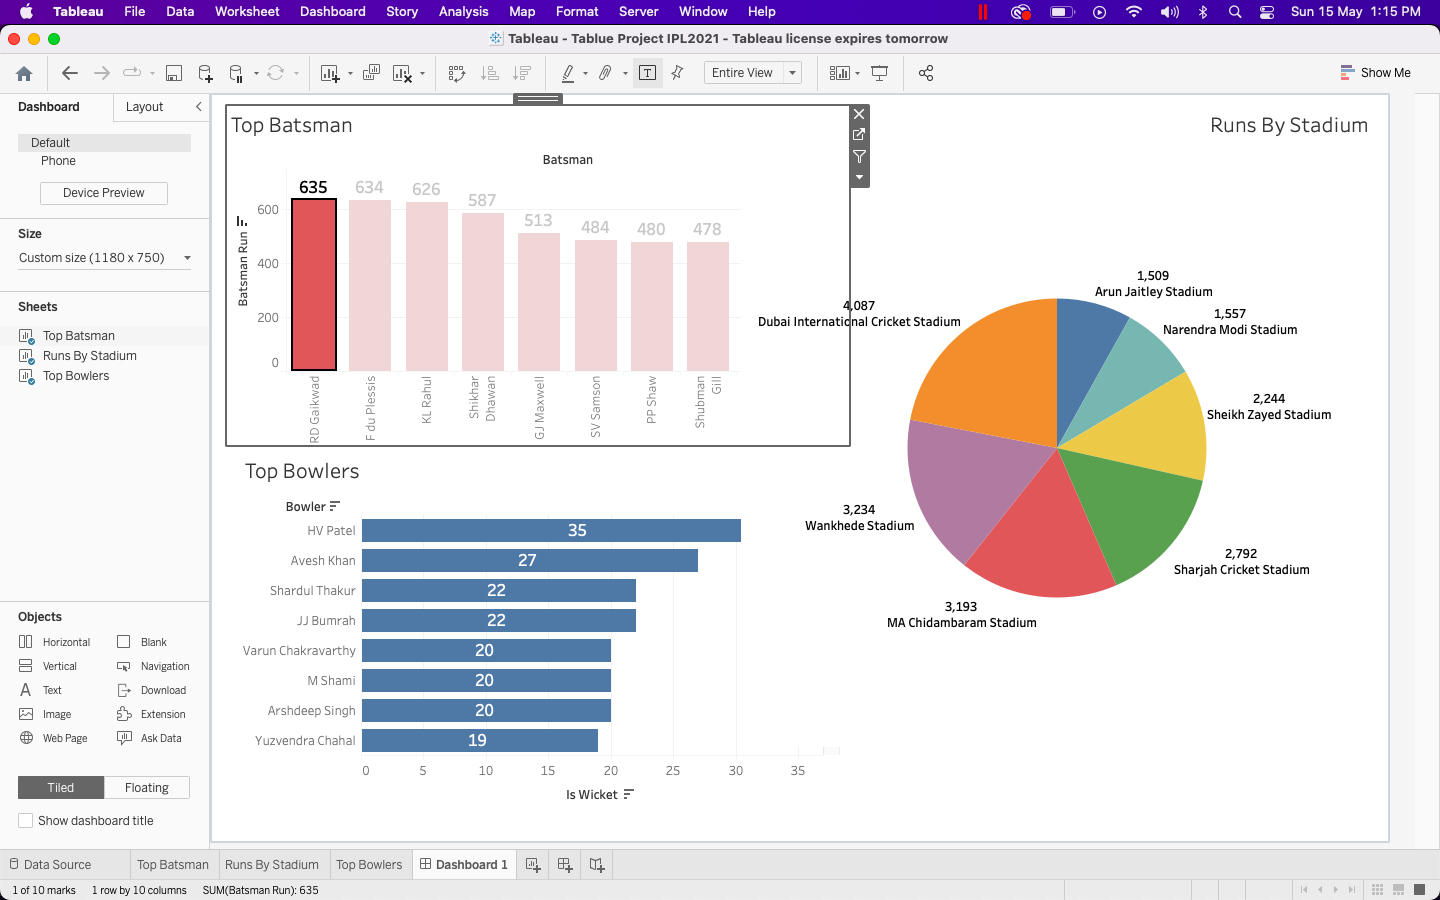 Tableau File Data Worksheet Dashboard Story Analysis Map Format Server Window Help Sun 15 May 1:15 PM
Tableau - Tablue Project IPL2021 - Tableau license expires tomorrow
Entire View
Show Me
Dashboard Layout
Default
Phone
Device Preview
Size
Custom size (1180 x 750)
Sheets
Top Batsman
Runs By Stadium
Top Bowlers
Objects
Horizontal Blank
Vertical Navigation
Text Download
Image Extension
Web Page Ask Data
Tiled Floating
Show dashboard title
Top Batsman
Batsman
635 634 626 587 513 484 480 478
Batsman Run
600
400
200
0
RD Gaikwad
F du Plessis
KL Rahul
Shikhar
Dhawan
GJ Maxwell
SV Samson
PP Shaw
Shubman
Gill
Top Bowlers
Bowler
HV Patel 35
Avesh Khan 27
Shardul Thakur 22
JJ Bumrah 22
Varun Chakravarthy 20
M Shami 20
Arshdeep Singh 20
Yuzvendra Chahal 19
0 5 10 15 20 25 30 35
Is Wicket
Runs By Stadium
1,509
Arun Jaitley Stadium
1,557
Narendra Modi Stadium
2,244
Sheikh Zayed Stadium
2,792
Sharjah Cricket Stadium
3,193
MA Chidambaram Stadium
3,234
Wankhede Stadium
4,087
Dubai International Cricket Stadium
Data Source Top Batsman Runs By Stadium Top Bowlers Dashboard 1
1 of 10 marks 1 row by 10 columns SUM(Batsman Run): 635